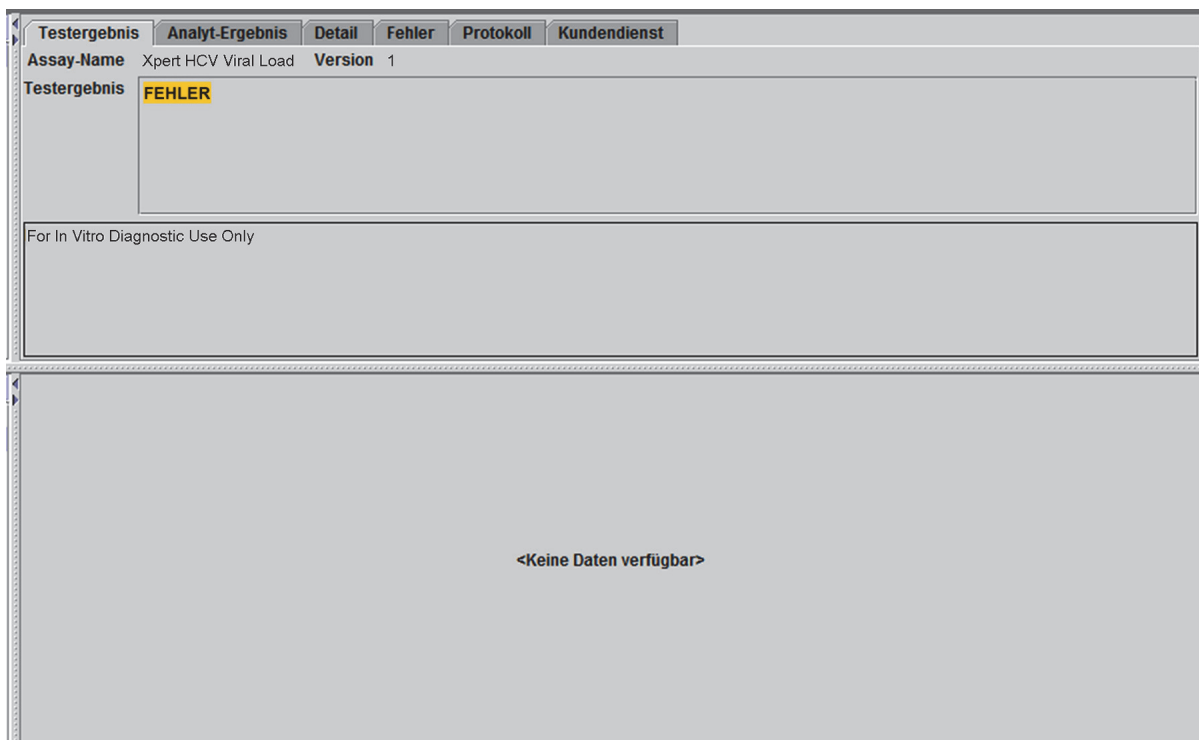 Testergebnis Analyt-Ergebnis Detail Fehler Protokoll Kundendienst
Assay-Name Xpert HCV Viral Load Version 1
Testergebnis FEHLER
For In Vitro Diagnostic Use Only
<Keine Daten verfügbar>